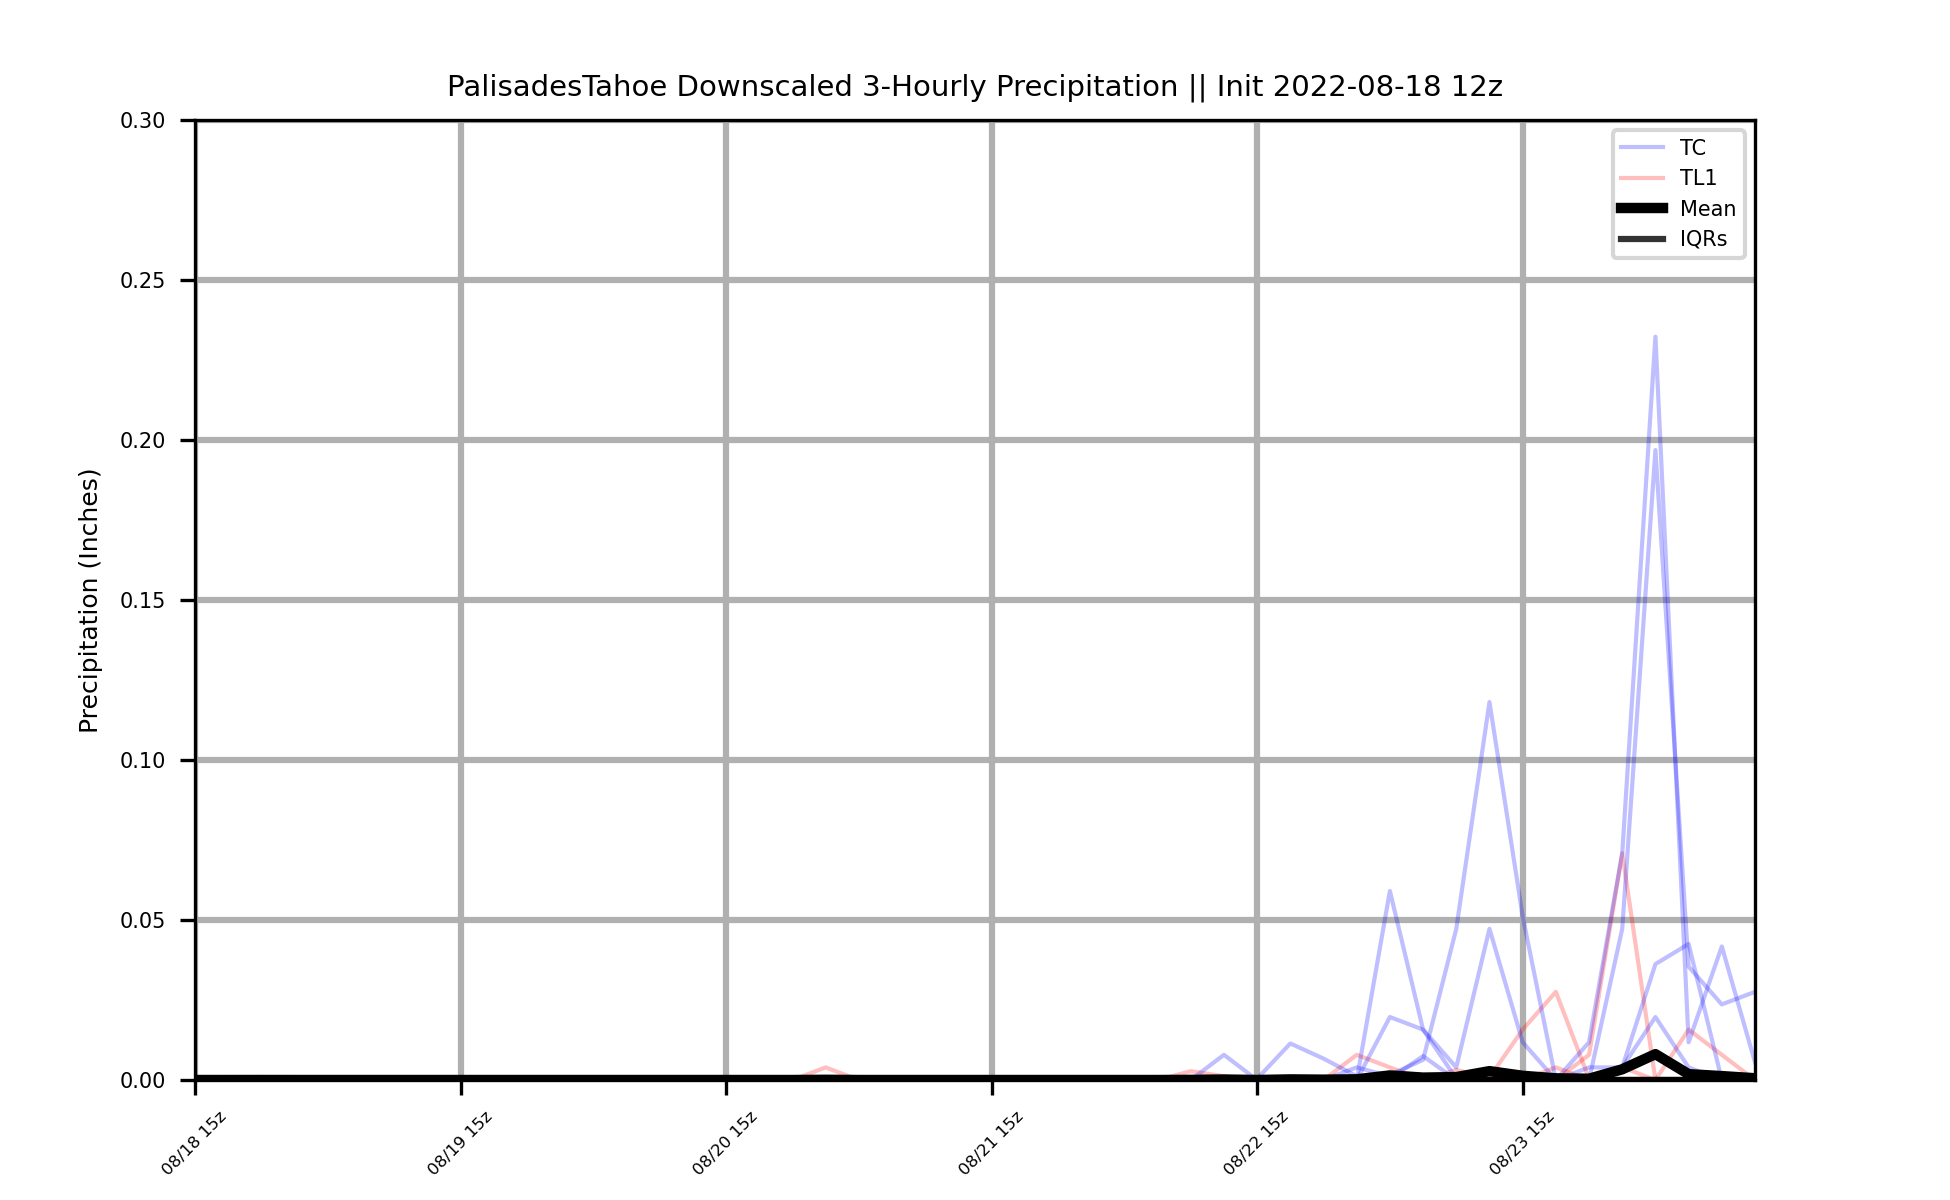 PalisadesTahoe Downscaled 3-Hourly Precipitation || Init 2022-08-18 12z
0.30
0.25
0.20
0.15
0.10
0.05
0.00
Precipitation (Inches)
TC
TL1
Mean
IQRs
08/18 15z
08/19 15z
08/20 15z
08/21 15z
08/22 15z
08/23 15z